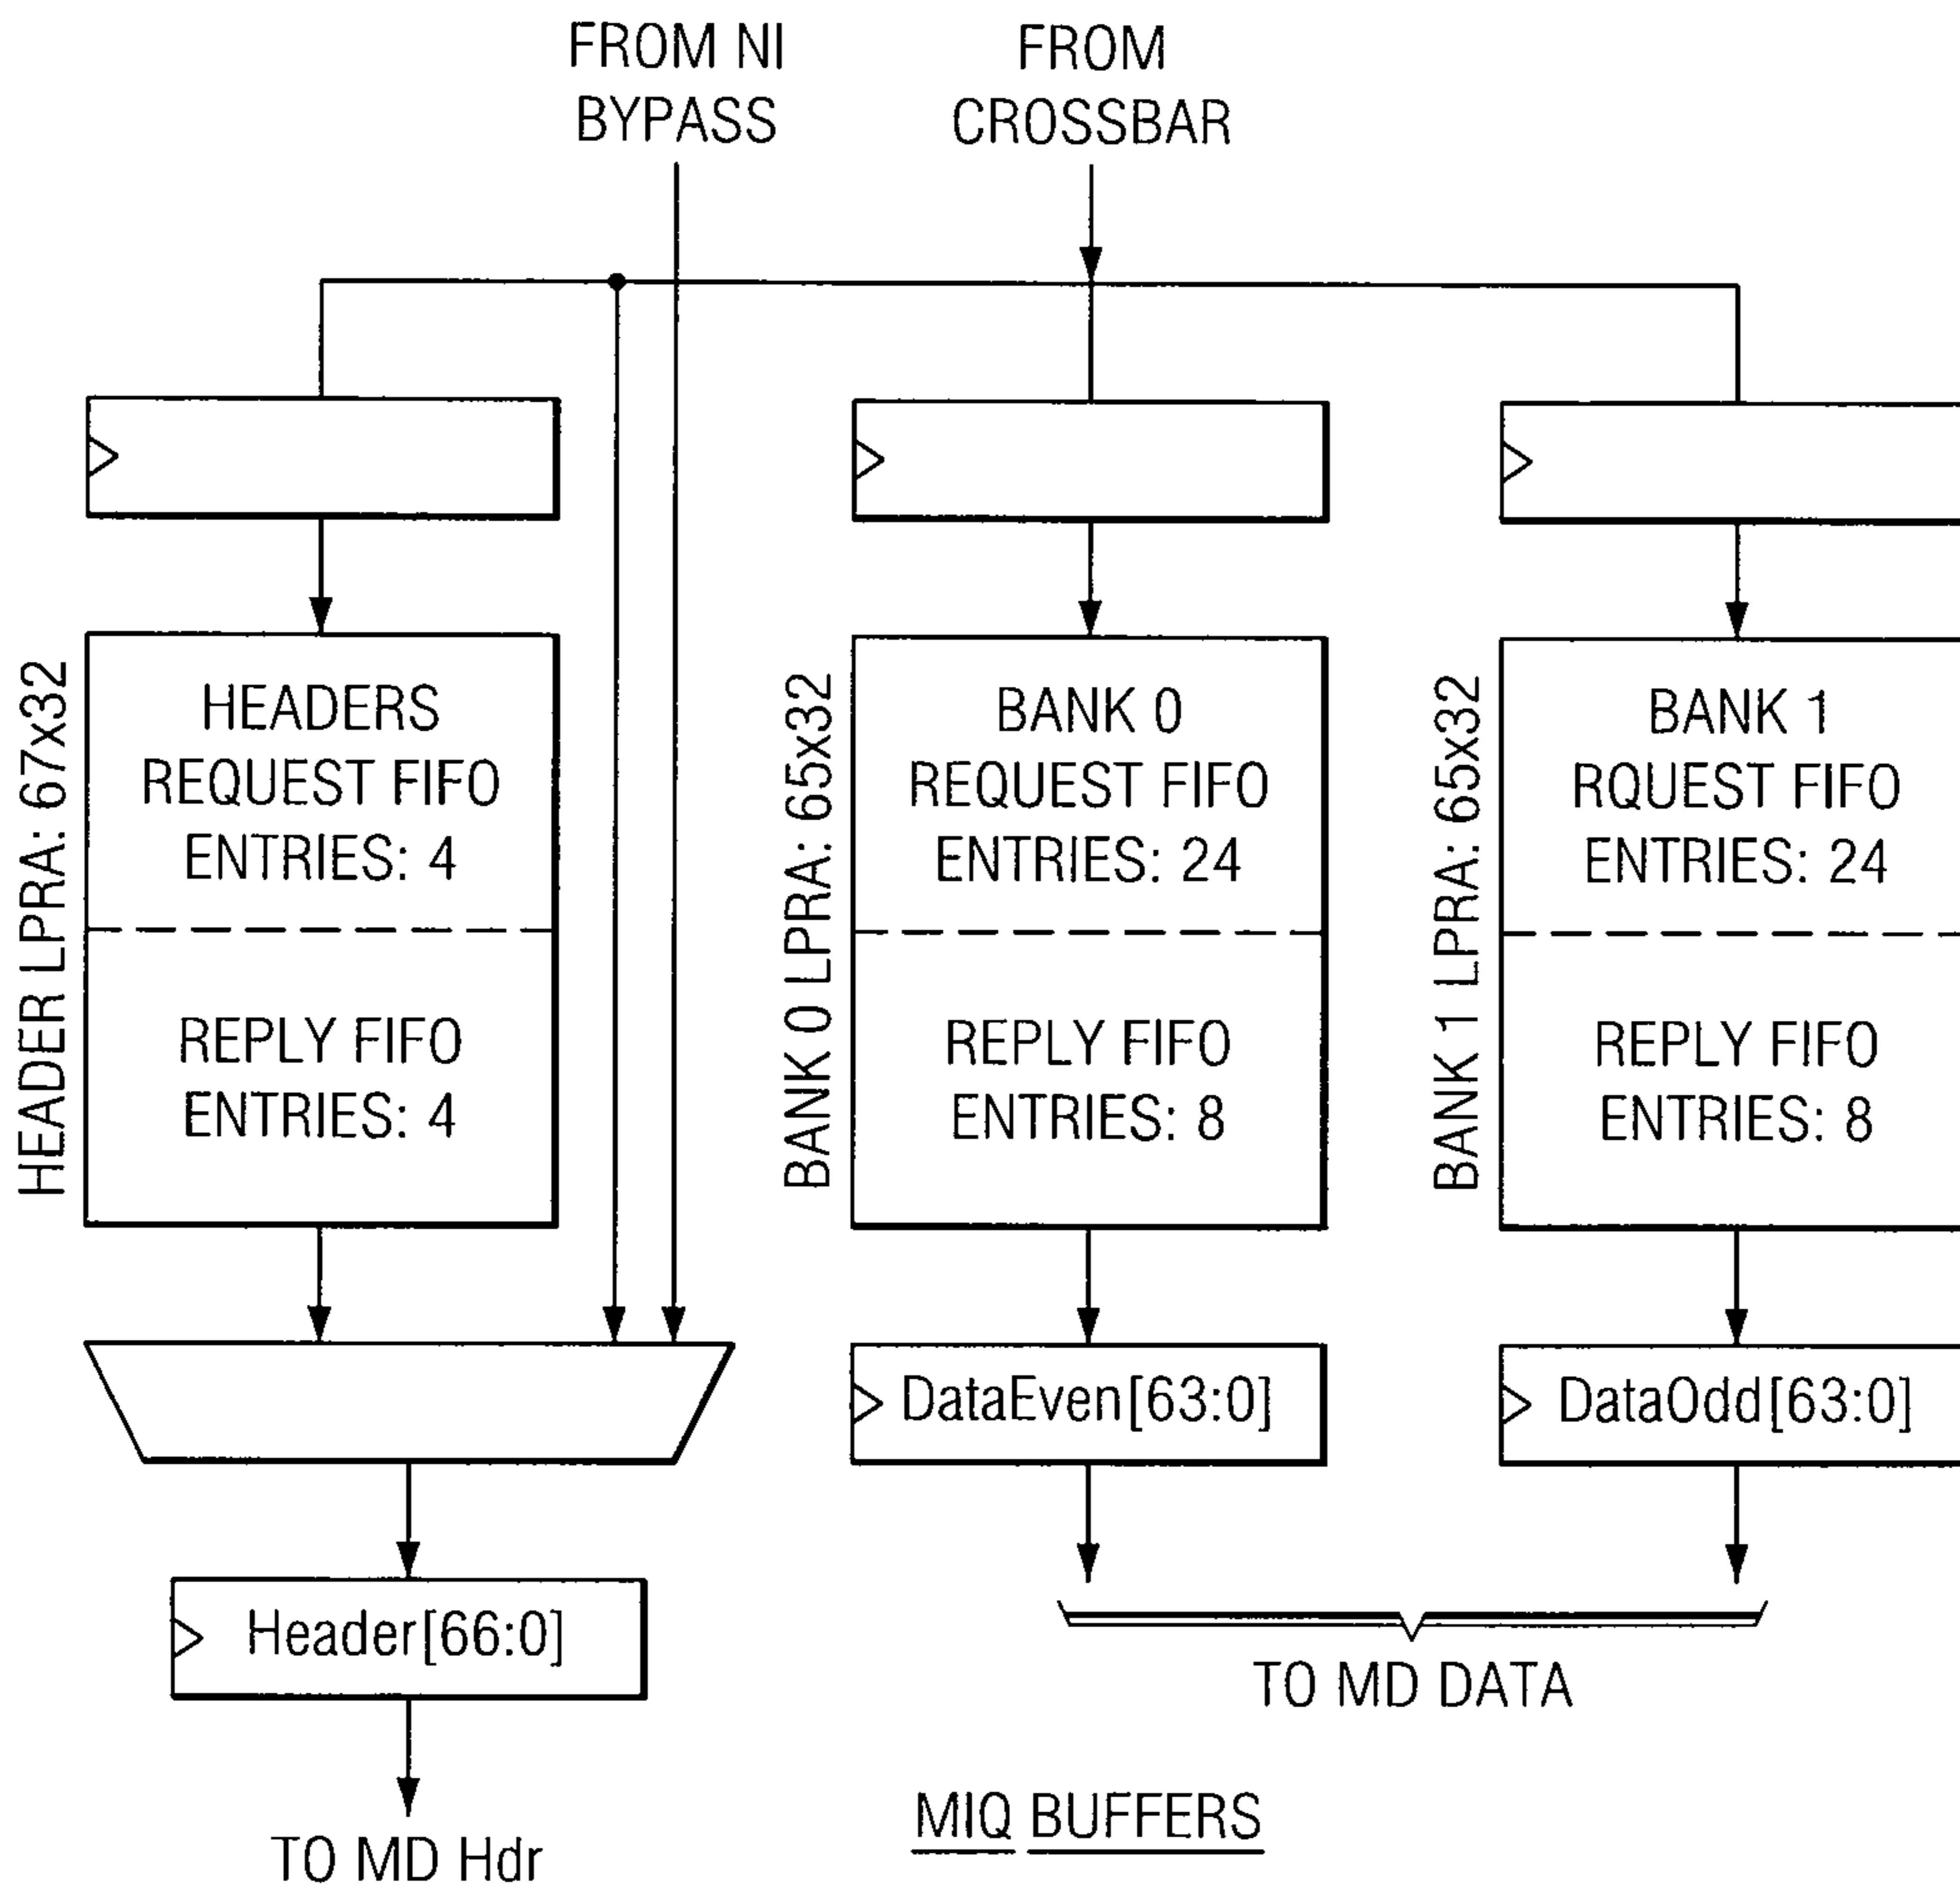 FROM NI
BYPASS
FROM
CROSSBAR
HEADER LPRA: 67x32
HEADERS
REQUEST FIFO
ENTRIES: 4
REPLY FIFO
ENTRIES: 4
BANK 0 LPRA: 65x32
BANK 0
REQUEST FIFO
ENTRIES: 24
REPLY FIFO
ENTRIES: 8
BANK 1 LPRA: 65x32
BANK 1
RQUEST FIFO
ENTRIES: 24
REPLY FIFO
ENTRIES: 8
DataEven[63:0]
DataOdd[63:0]
Header[66:0]
TO MD DATA
TO MD Hdr
MIQ BUFFERS